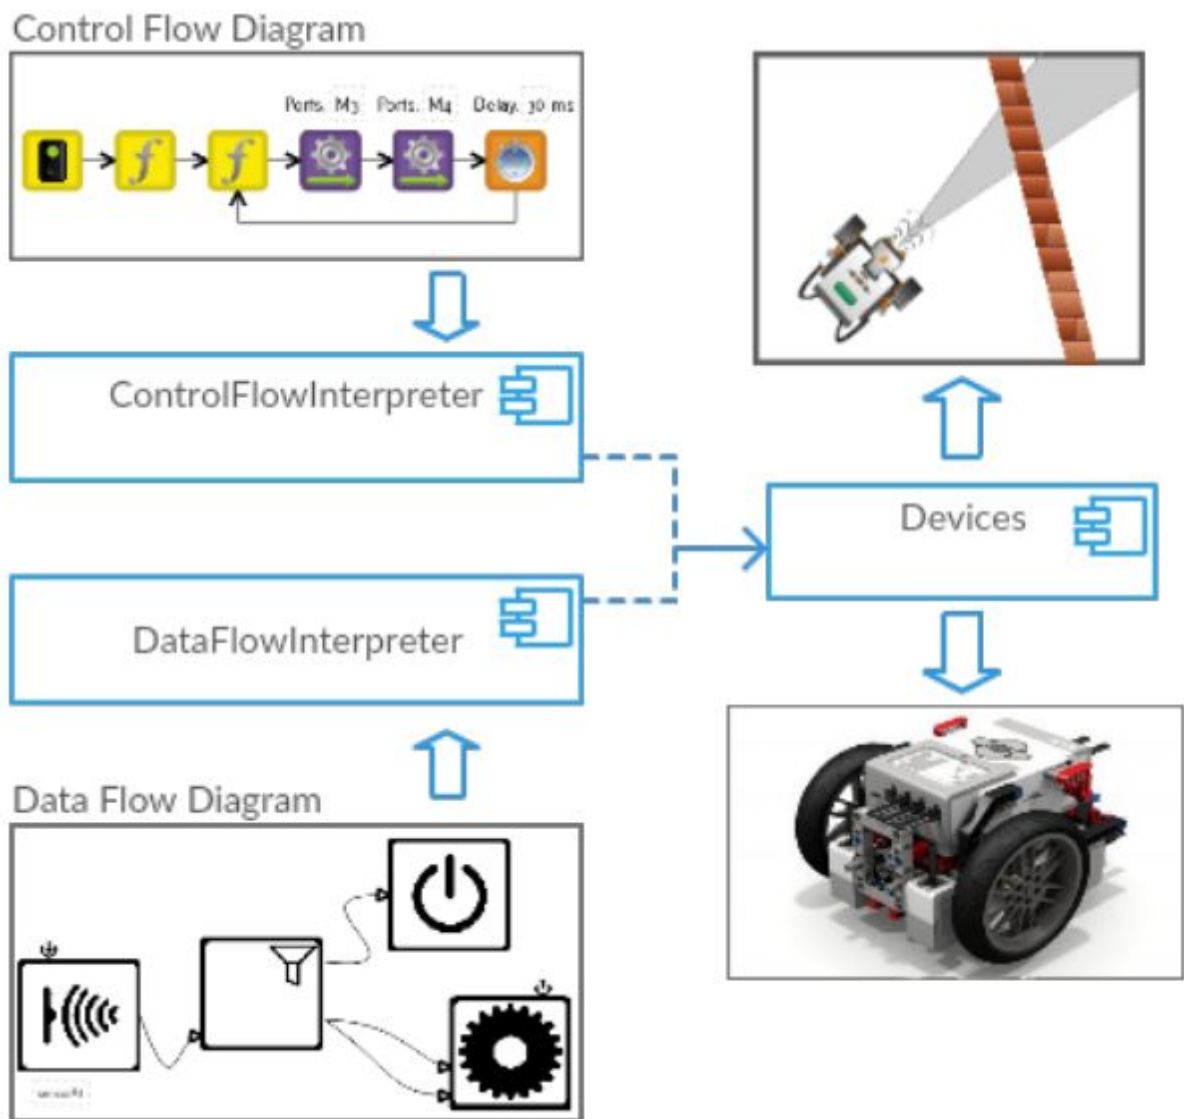 Control Flow Diagram
Ports: M3 Ports: M4 Delay: 30 ms
ControlFlowInterpreter
Devices
DataFlowInterpreter
Data Flow Diagram